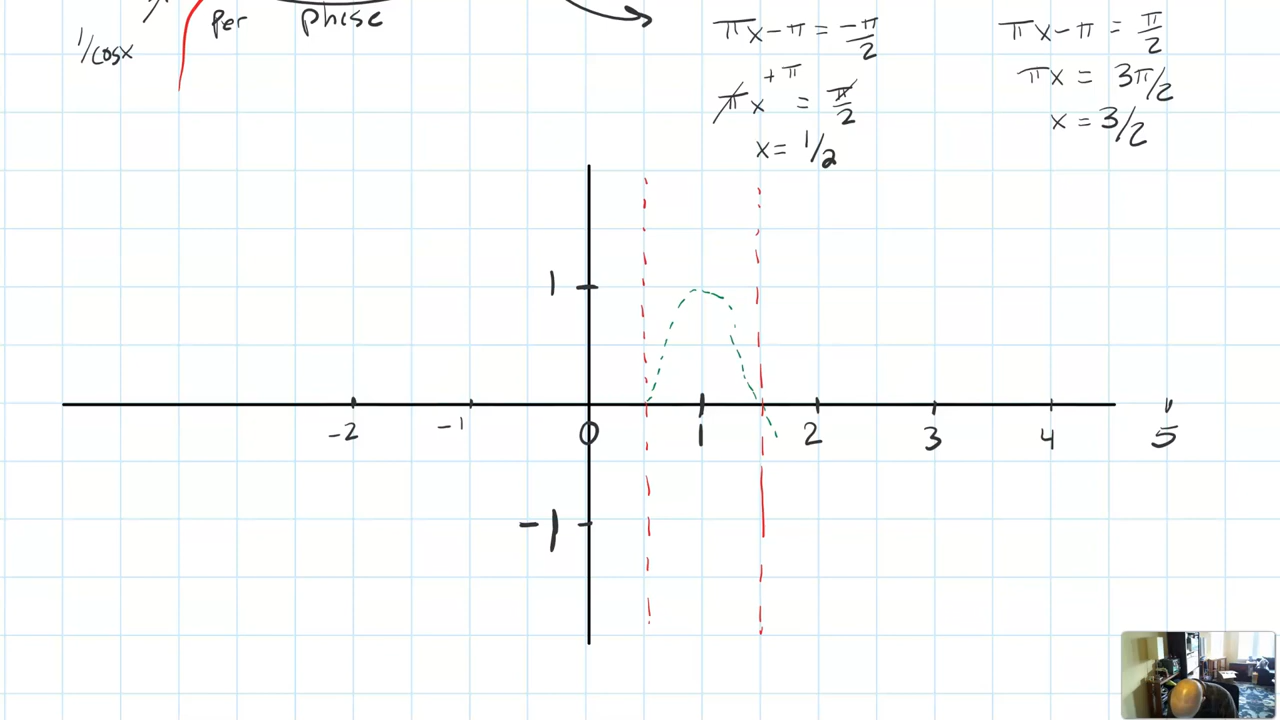 Per phise
1/cosx
πx-π = -π/2
+π
πx = π/2
x = 1/2
πx-π = π/2
πx = 3π/2
x = 3/2
1
-2 -1 0 1 2 3 4 5
-1